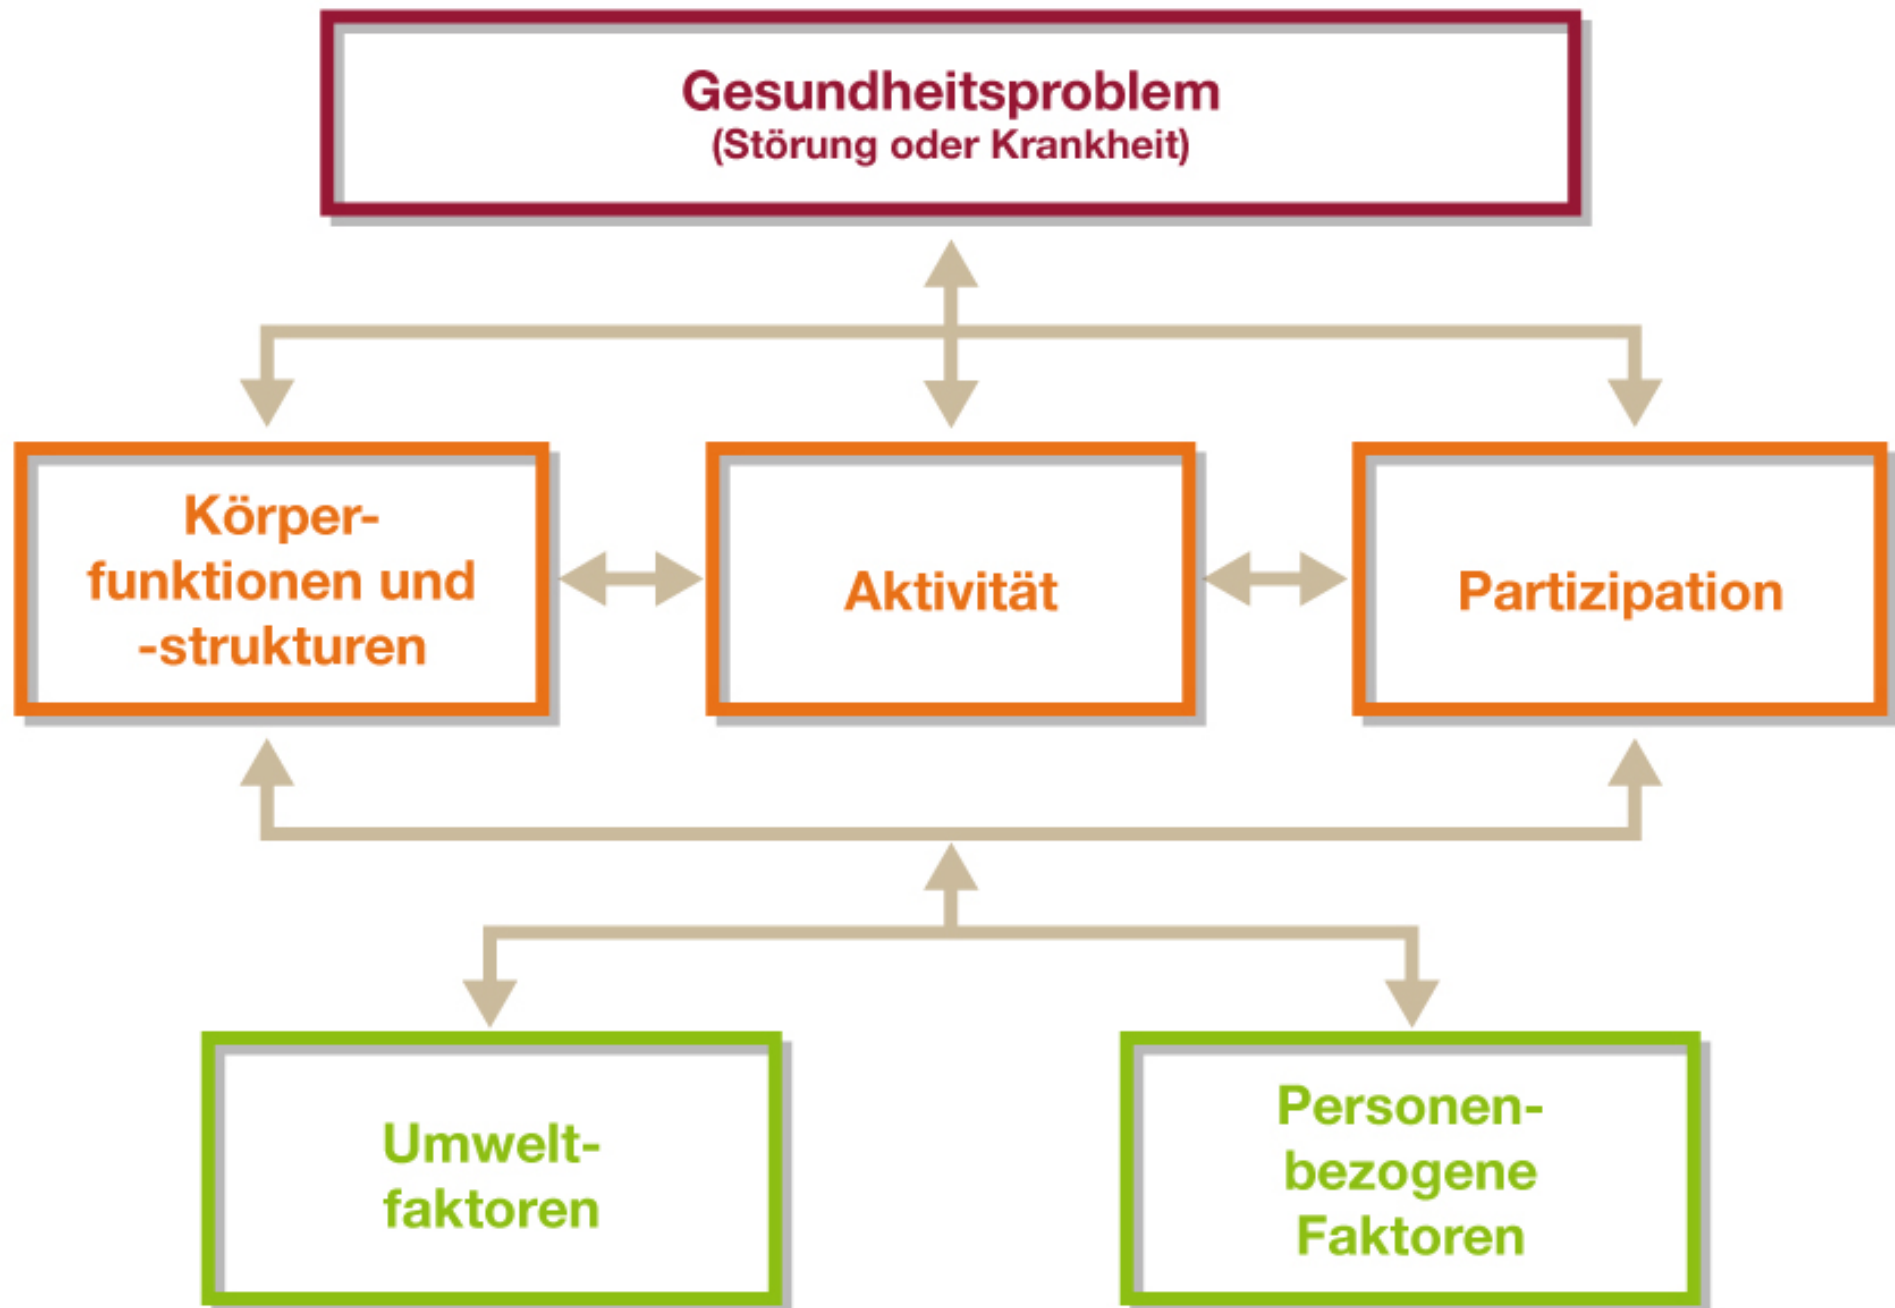 Gesundheitsproblem
(Störung oder Krankheit)
Körper-
funktionen und
-strukturen
Aktivität
Partizipation
Umwelt-
faktoren
Personen-
bezogene
Faktoren